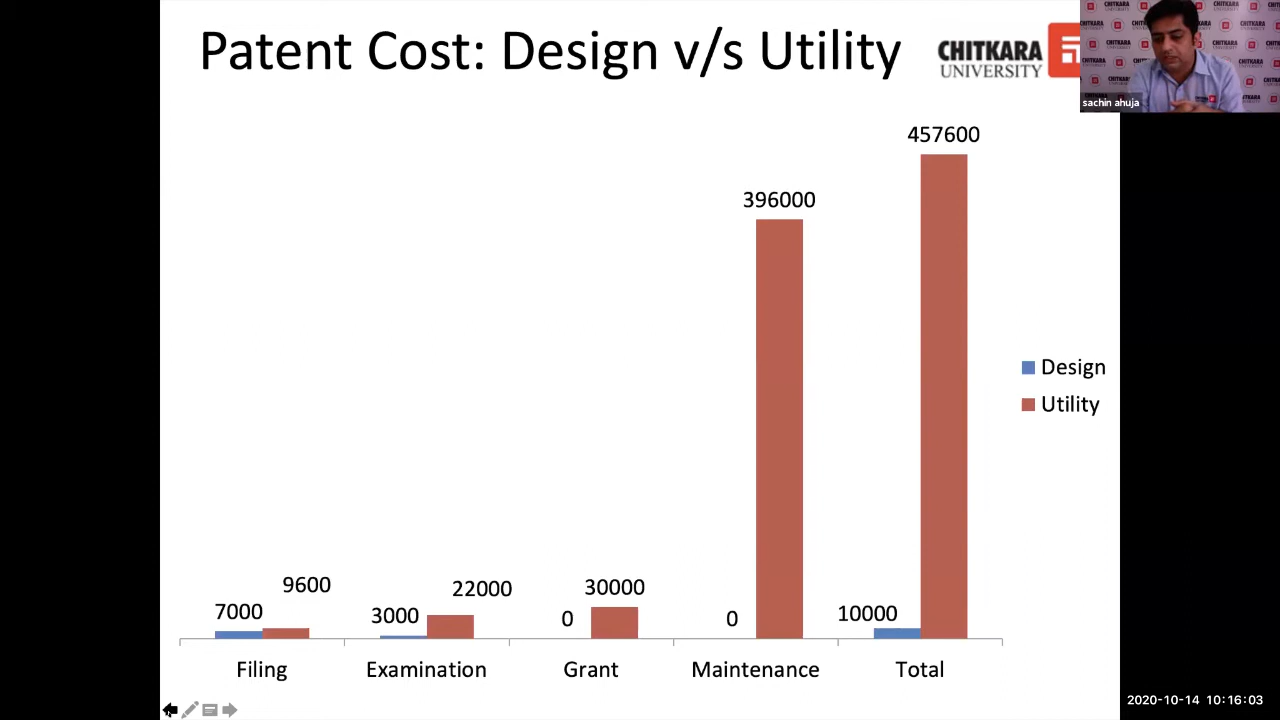 Patent Cost: Design v/s Utility
CHITKARA
UNIVERSITY
sachin ahuja
457600
396000
Design
Utility
9600
22000
30000
7000
3000
0
0
10000
Filing
Examination
Grant
Maintenance
Total
2020-10-14 10:16:03